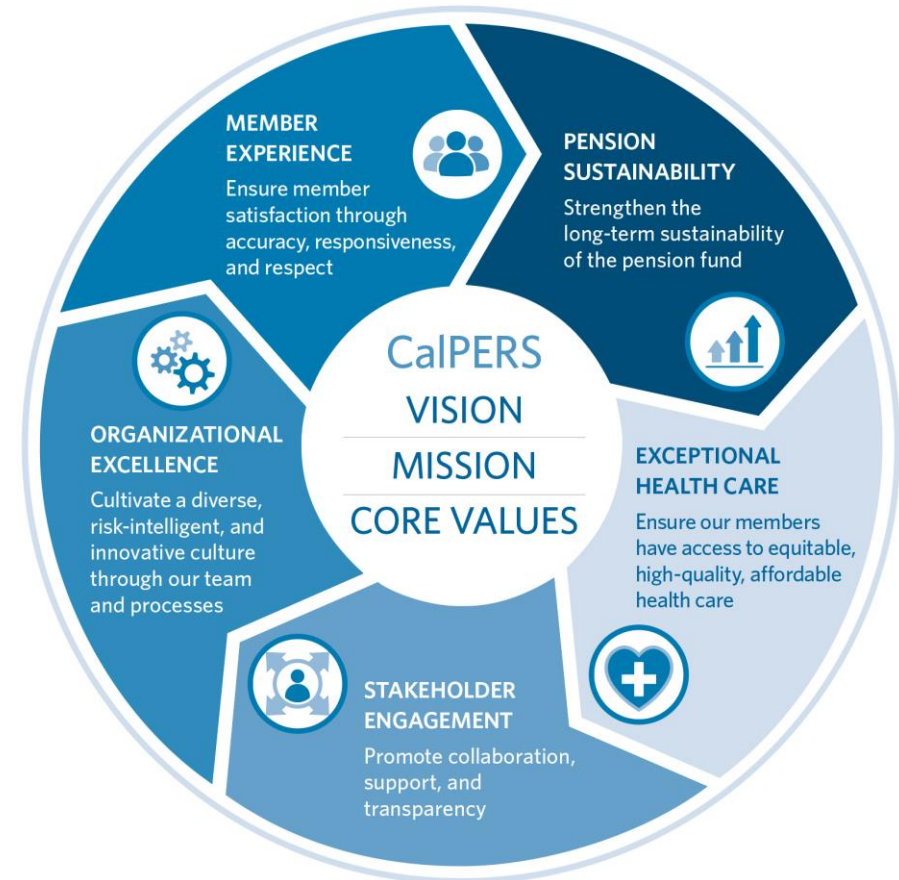 MEMBER
EXPERIENCE
Ensure member
satisfaction through
accuracy, responsiveness,
and respect
PENSION
SUSTAINABILITY
Strengthen the
long-term sustainability
of the pension fund
EXCEPTIONAL
HEALTH CARE
Ensure our members
have access to equitable,
high-quality, affordable
health care
STAKEHOLDER
ENGAGEMENT
Promote collaboration,
support, and
transparency
ORGANIZATIONAL
EXCELLENCE
Cultivate a diverse,
risk-intelligent, and
innovative culture
through our team
and processes
CalPERS
VISION
MISSION
CORE VALUES